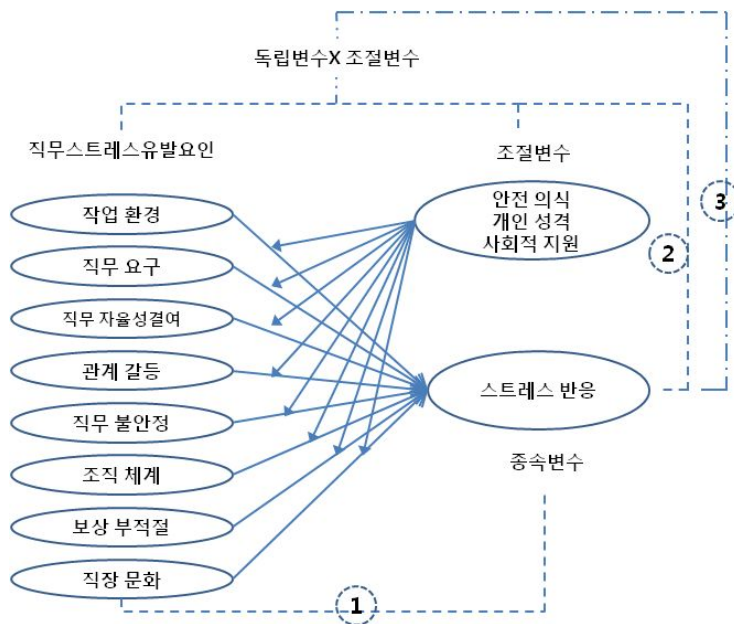 독립변수X 조절변수
직무스트레스유발요인
조절변수
작업 환경
안전 의식
개인 성격
사회적 지원
3
2
직무 요구
직무 자율성결여
관계 갈등
스트레스 반응
직무 불안정
종속변수
조직 체계
보상 부적절
직장 문화
1